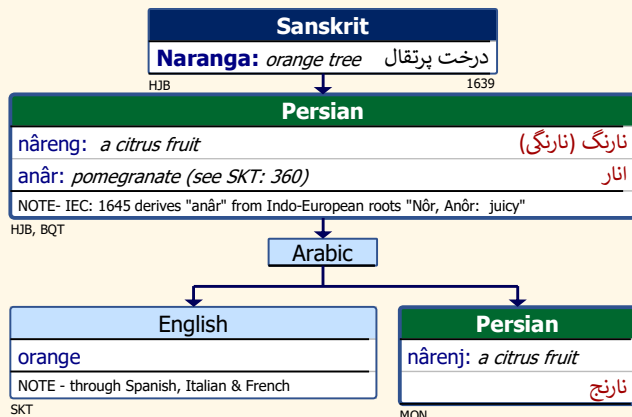 Sanskrit
Naranga: orange tree درخت پرتقال
HJB 1639
Persian
nâreng: a citrus fruit نارنگ (نارنگی)
anâr: pomegranate (see SKT: 360) انار
NOTE- IEC: 1645 derives "anâr" from Indo-European roots "Nôr, Anôr: juicy"
HJB, BQT
Arabic
English
orange
NOTE - through Spanish, Italian & French
SKT
Persian
nârenj: a citrus fruit
نارنج
MON